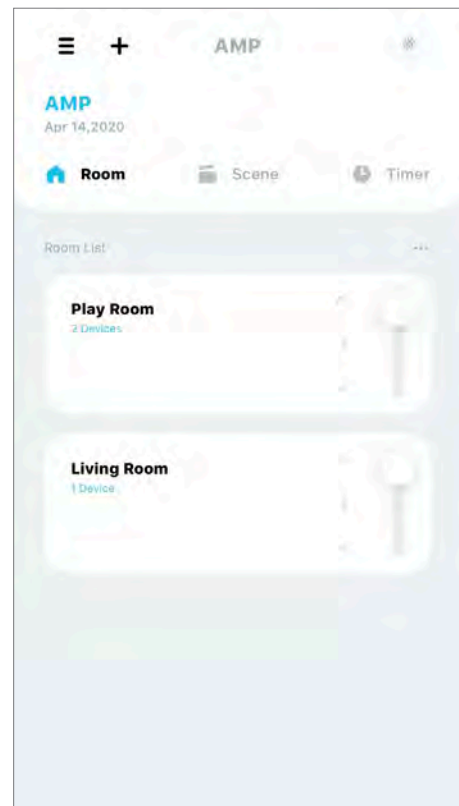 AMP
AMP
Apr 14,2020
Room Scene Timer
Room List
Play Room
2 Devices
Living Room
1 Device